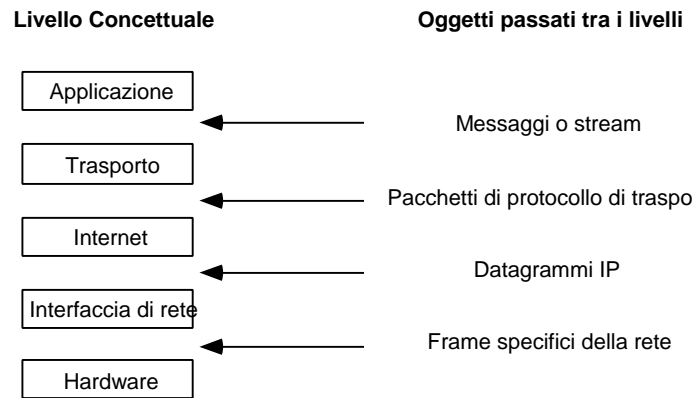 Livello Concettuale
Oggetti passati tra i livelli
Applicazione
Messaggi o stream
Trasporto
Pacchetti di protocollo di traspo
Internet
Datagrammi IP
Interfaccia di rete
Frame specifici della rete
Hardware